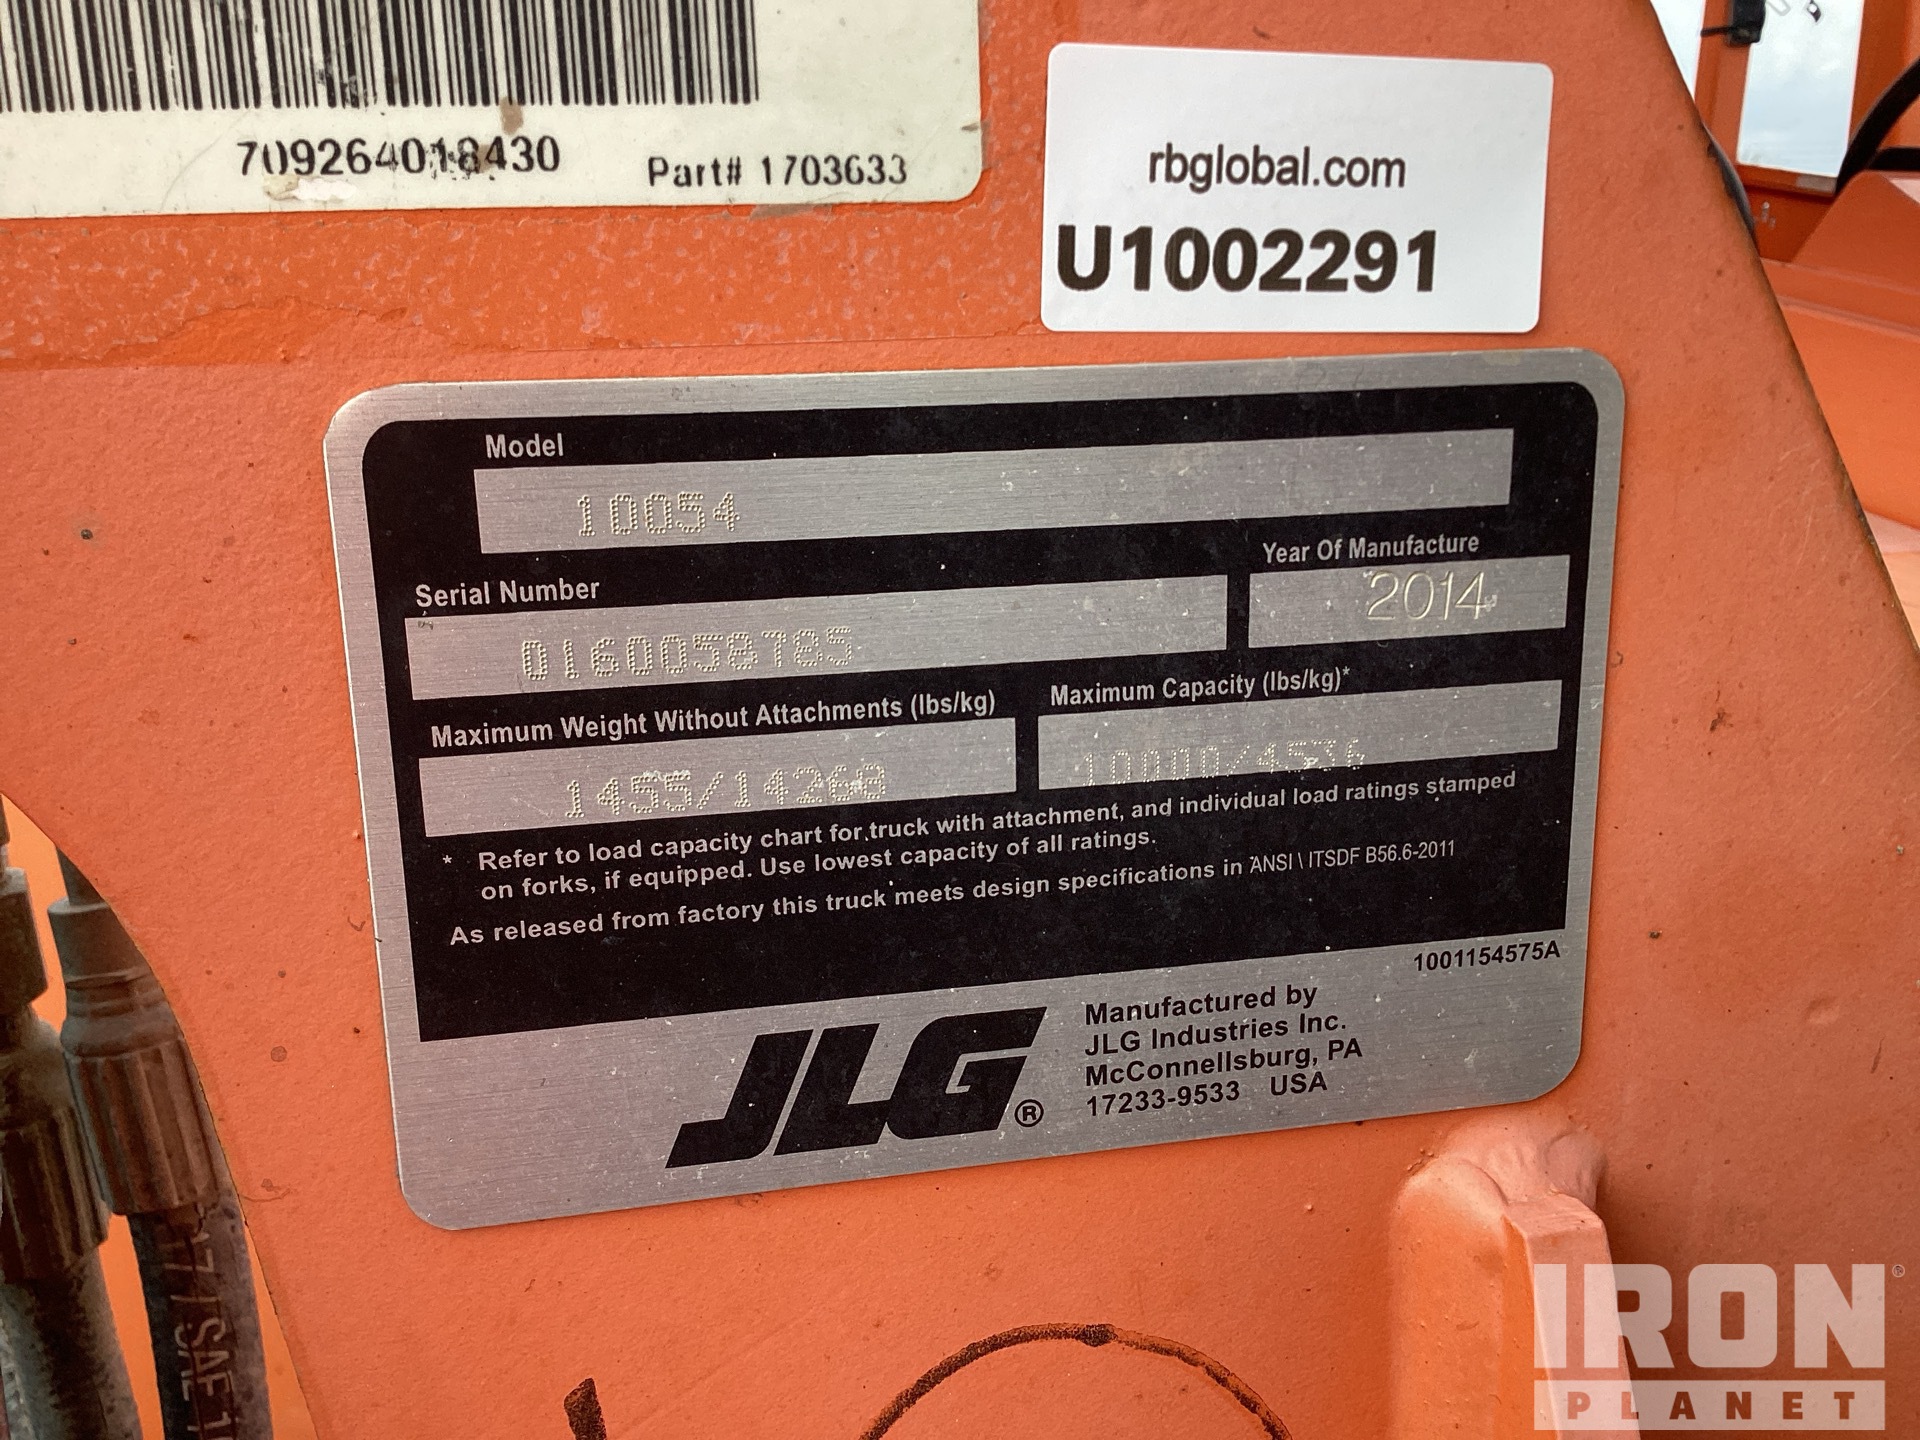 709264018430 Part# 1703633
rbglobal.com
U1002291
Model
10054
Serial Number
0160058785
Year Of Manufacture
2014
Maximum Weight Without Attachments (lbs/kg)
1455/14268
Maximum Capacity (lbs/kg)*
10000/4536
* Refer to load capacity chart for truck with attachment, and individual load ratings stamped
on forks, if equipped. Use lowest capacity of all ratings.
As released from factory this truck meets design specifications in ANSI \ ITSDF B56.6-2011
1001154575A
JLG®
Manufactured by
JLG Industries Inc.
McConnellsburg, PA
17233-9533 USA
IRON
PLANET